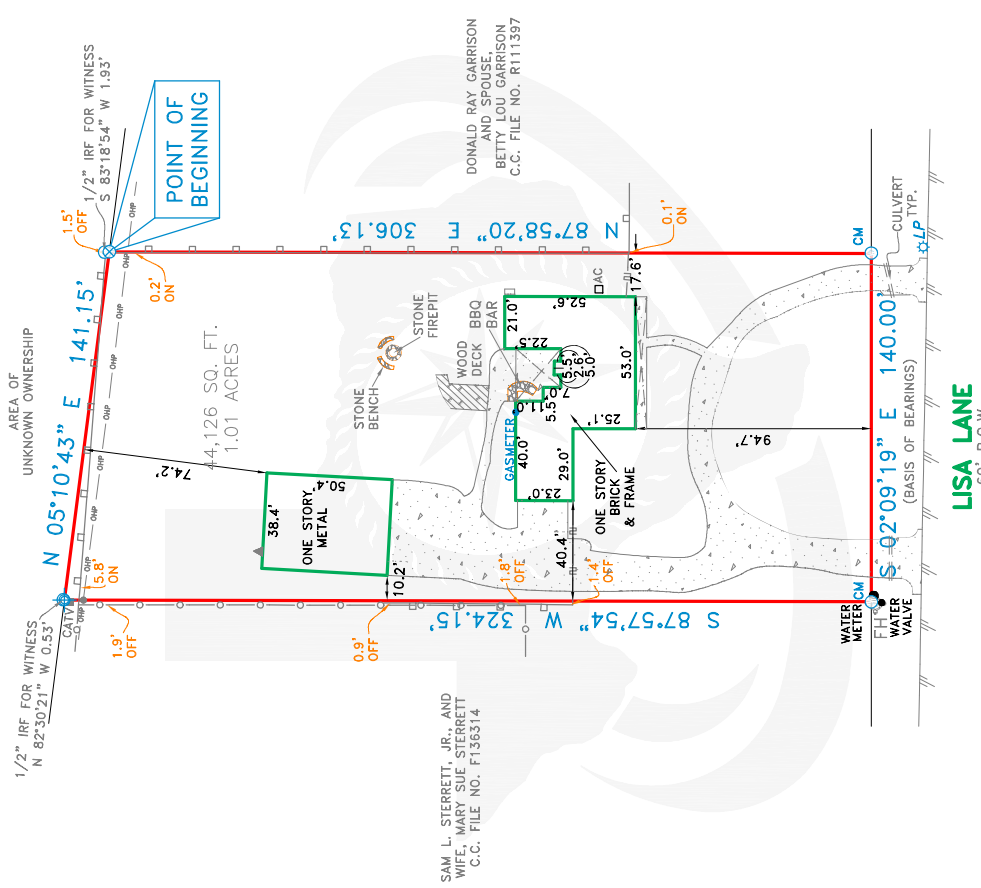 AREA OF
UNKNOWN OWNERSHIP
1/2" IRF FOR WITNESS
S 83°18'54" W 1.93'
POINT OF
BEGINNING
1.5'
OFF
OHP
N 05°10'43" E 141.15'
OHP
OHP
OHP
OHP
OHP
OHP
0.2'
ON
5.8'
ON
1/2" IRF FOR WITNESS
N 82°30'21" W 0.53'
CATV
1.9'
OFF
DONALD RAY GARRISON
AND SPOUSE,
BETTY LOU GARRISON
C.C. FILE NO. R111397
N 87°58'20" E 306.13'
0.1'
ON
44,126 SQ. FT.
1.01 ACRES
74.2'
38.4'
50.4'
ONE STORY
METAL
10.2'
0.9'
OFF
STONE
FIREPIT
STONE
BENCH
BBQ
BAR
WOOD
DECK
AC
17.6'
52.6'
21.0'
22.5'
5.5'
2.6'
5.0'
7.0'
5.5'
11.0'
53.0'
25.1'
GASMETER
40.0'
29.0'
23.0'
ONE STORY
BRICK
& FRAME
40.4'
94.7'
1.8'
OFF
1.4'
OFF
S 87°57'54" W 324.15'
SAM L. STERRETT, JR., AND
WIFE, MARY SUE STERRETT
C.C. FILE NO. F136314
CM
CULVERT
TYP.
LP
S 02°09'19" E 140.00'
(BASIS OF BEARINGS)
CM
WATER
METER
FH
WATER
VALVE
LISA LANE
60' R.O.W.